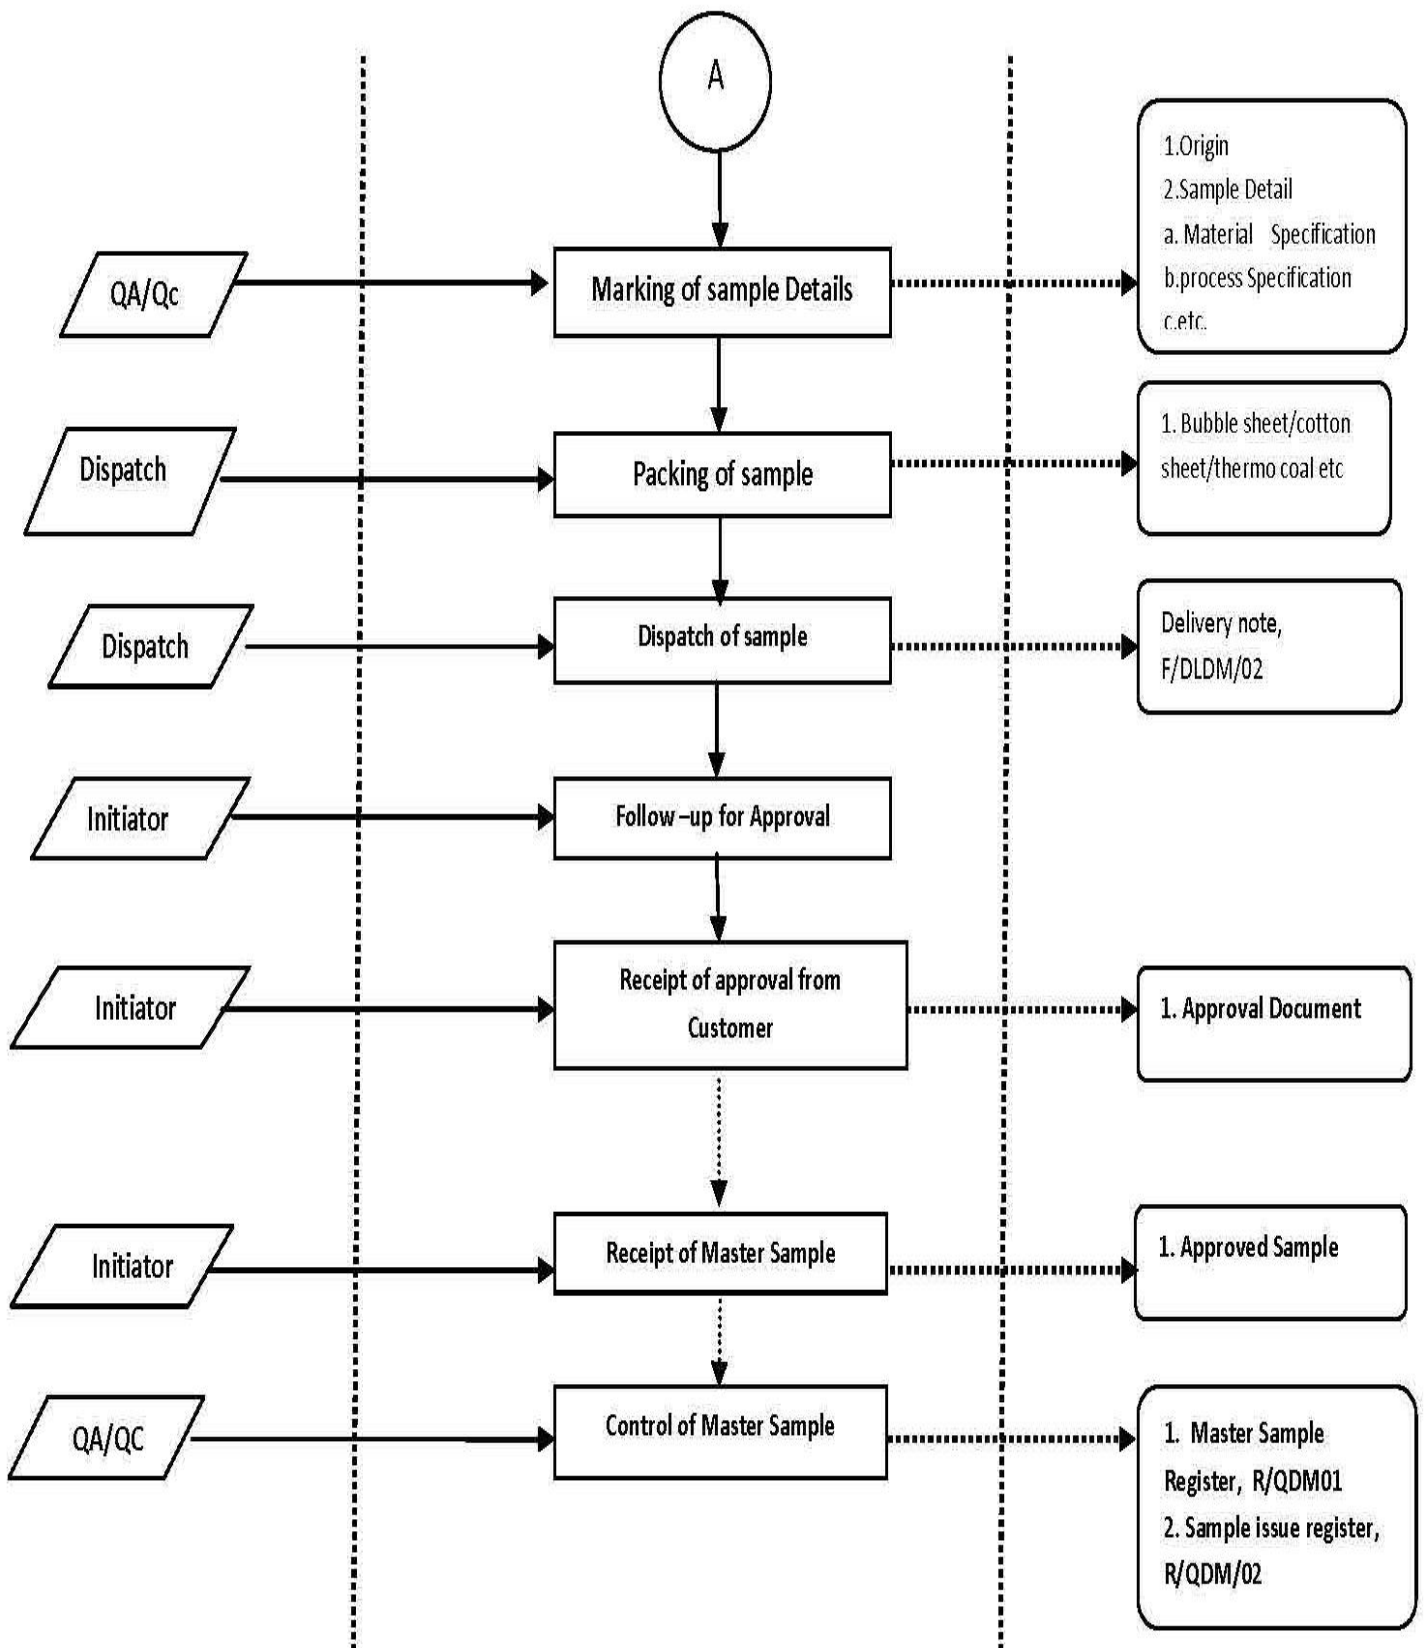 A
QA/Qc
Marking of sample Details
1.Origin
2.Sample Detail
a. Material Specification
b.process Specification
c.etc.
Dispatch
Packing of sample
1. Bubble sheet/cotton
sheet/thermo coal etc
Dispatch
Dispatch of sample
Delivery note,
F/DLDM/02
Initiator
Follow –up for Approval
Initiator
Receipt of approval from
Customer
1. Approval Document
Initiator
Receipt of Master Sample
1. Approved Sample
QA/QC
Control of Master Sample
1. Master Sample
Register, R/QDM01
2. Sample issue register,
R/QDM/02